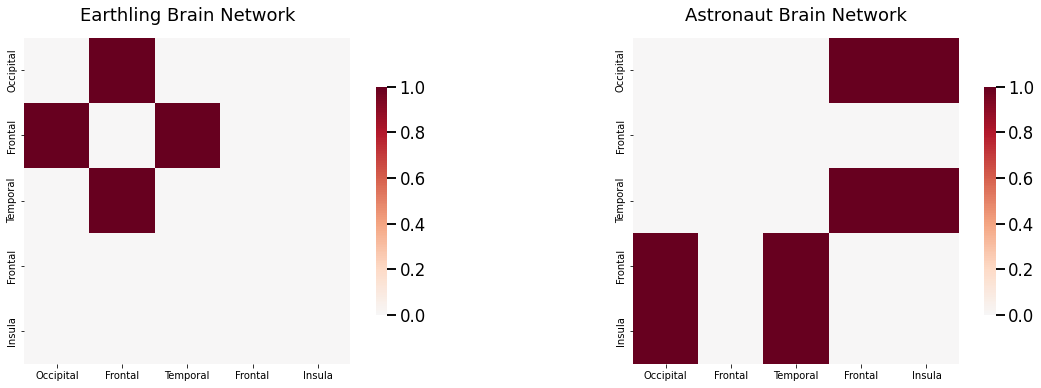 Earthling Brain Network
Occipital
Frontal
Temporal
Frontal
Insula
Occipital Frontal Temporal Frontal Insula
1.0
0.8
0.6
0.4
0.2
0.0
Astronaut Brain Network
Occipital
Frontal
Temporal
Frontal
Insula
Occipital Frontal Temporal Frontal Insula
1.0
0.8
0.6
0.4
0.2
0.0